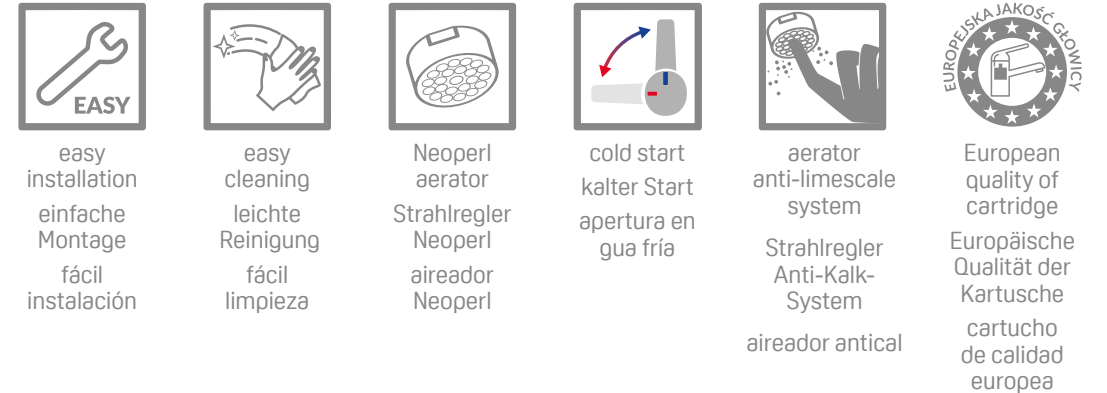 EASY
easy
installation
einfache
Montage
fácil
instalación
easy
cleaning
leichte
Reinigung
fácil
limpieza
Neoperl
aerator
Strahlregler
Neoperl
aireador
Neoperl
cold start
kalter Start
apertura en
gua fría
aerator
anti-limescale
system
Strahlregler
Anti-Kalk-
System
aireador antical
EUROPEJSKA JAKOŚĆ GŁOWICY
European
quality of
cartridge
Europäische
Qualität der
Kartusche
cartucho
de calidad
europea